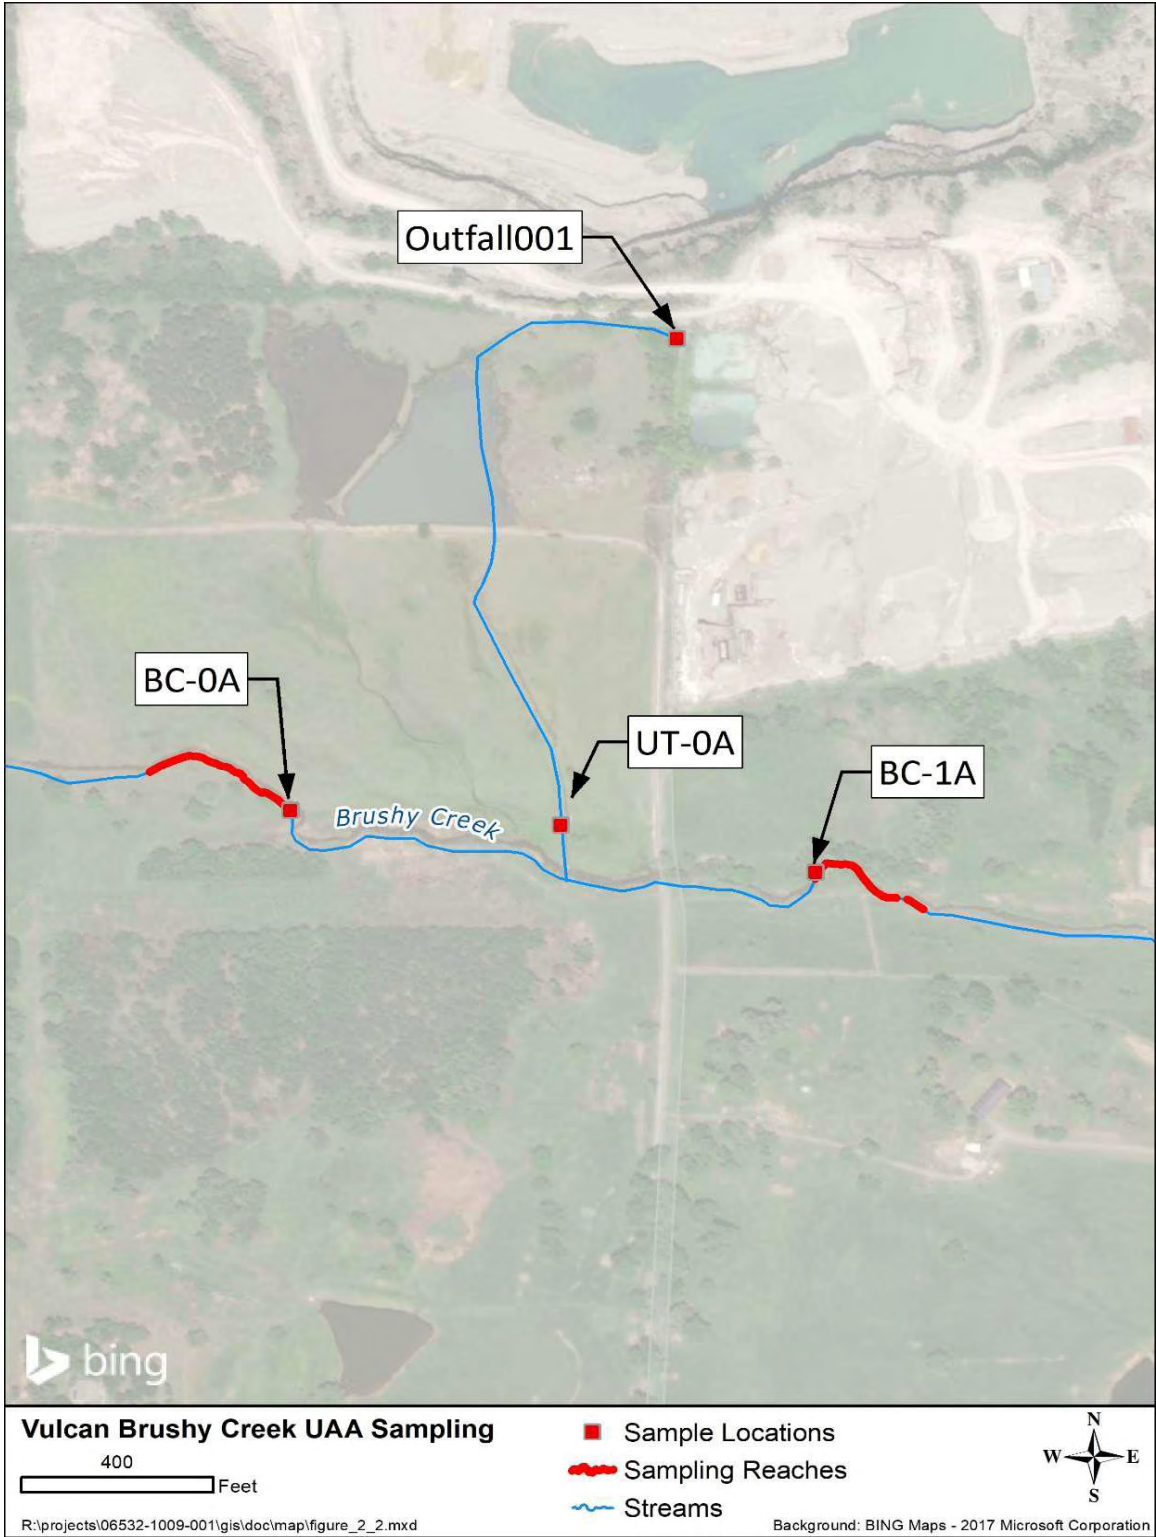 Outfall001
BC-0A
UT-0A
BC-1A
Brushy Creek
bing
Vulcan Brushy Creek UAA Sampling
400
Feet
R:\projects\06532-1009-001\gis\doc\map\figure_2_2.mxd
Sample Locations
Sampling Reaches
Streams
N
W E
S
Background: BING Maps - 2017 Microsoft Corporation